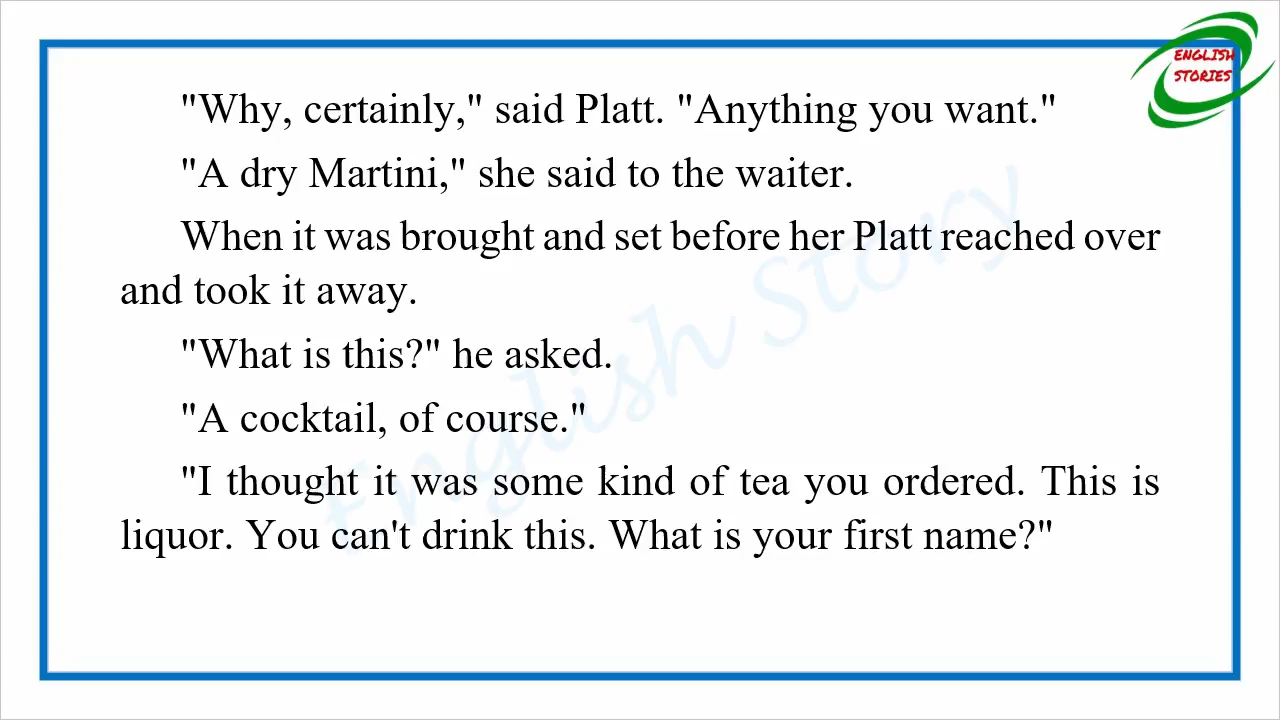 ENGLISH
STORIES
"Why, certainly," said Platt. "Anything you want."
"A dry Martini," she said to the waiter.
When it was brought and set before her Platt reached over
and took it away.
"What is this?" he asked.
"A cocktail, of course."
"I thought it was some kind of tea you ordered. This is
liquor. You can't drink this. What is your first name?"
English Story